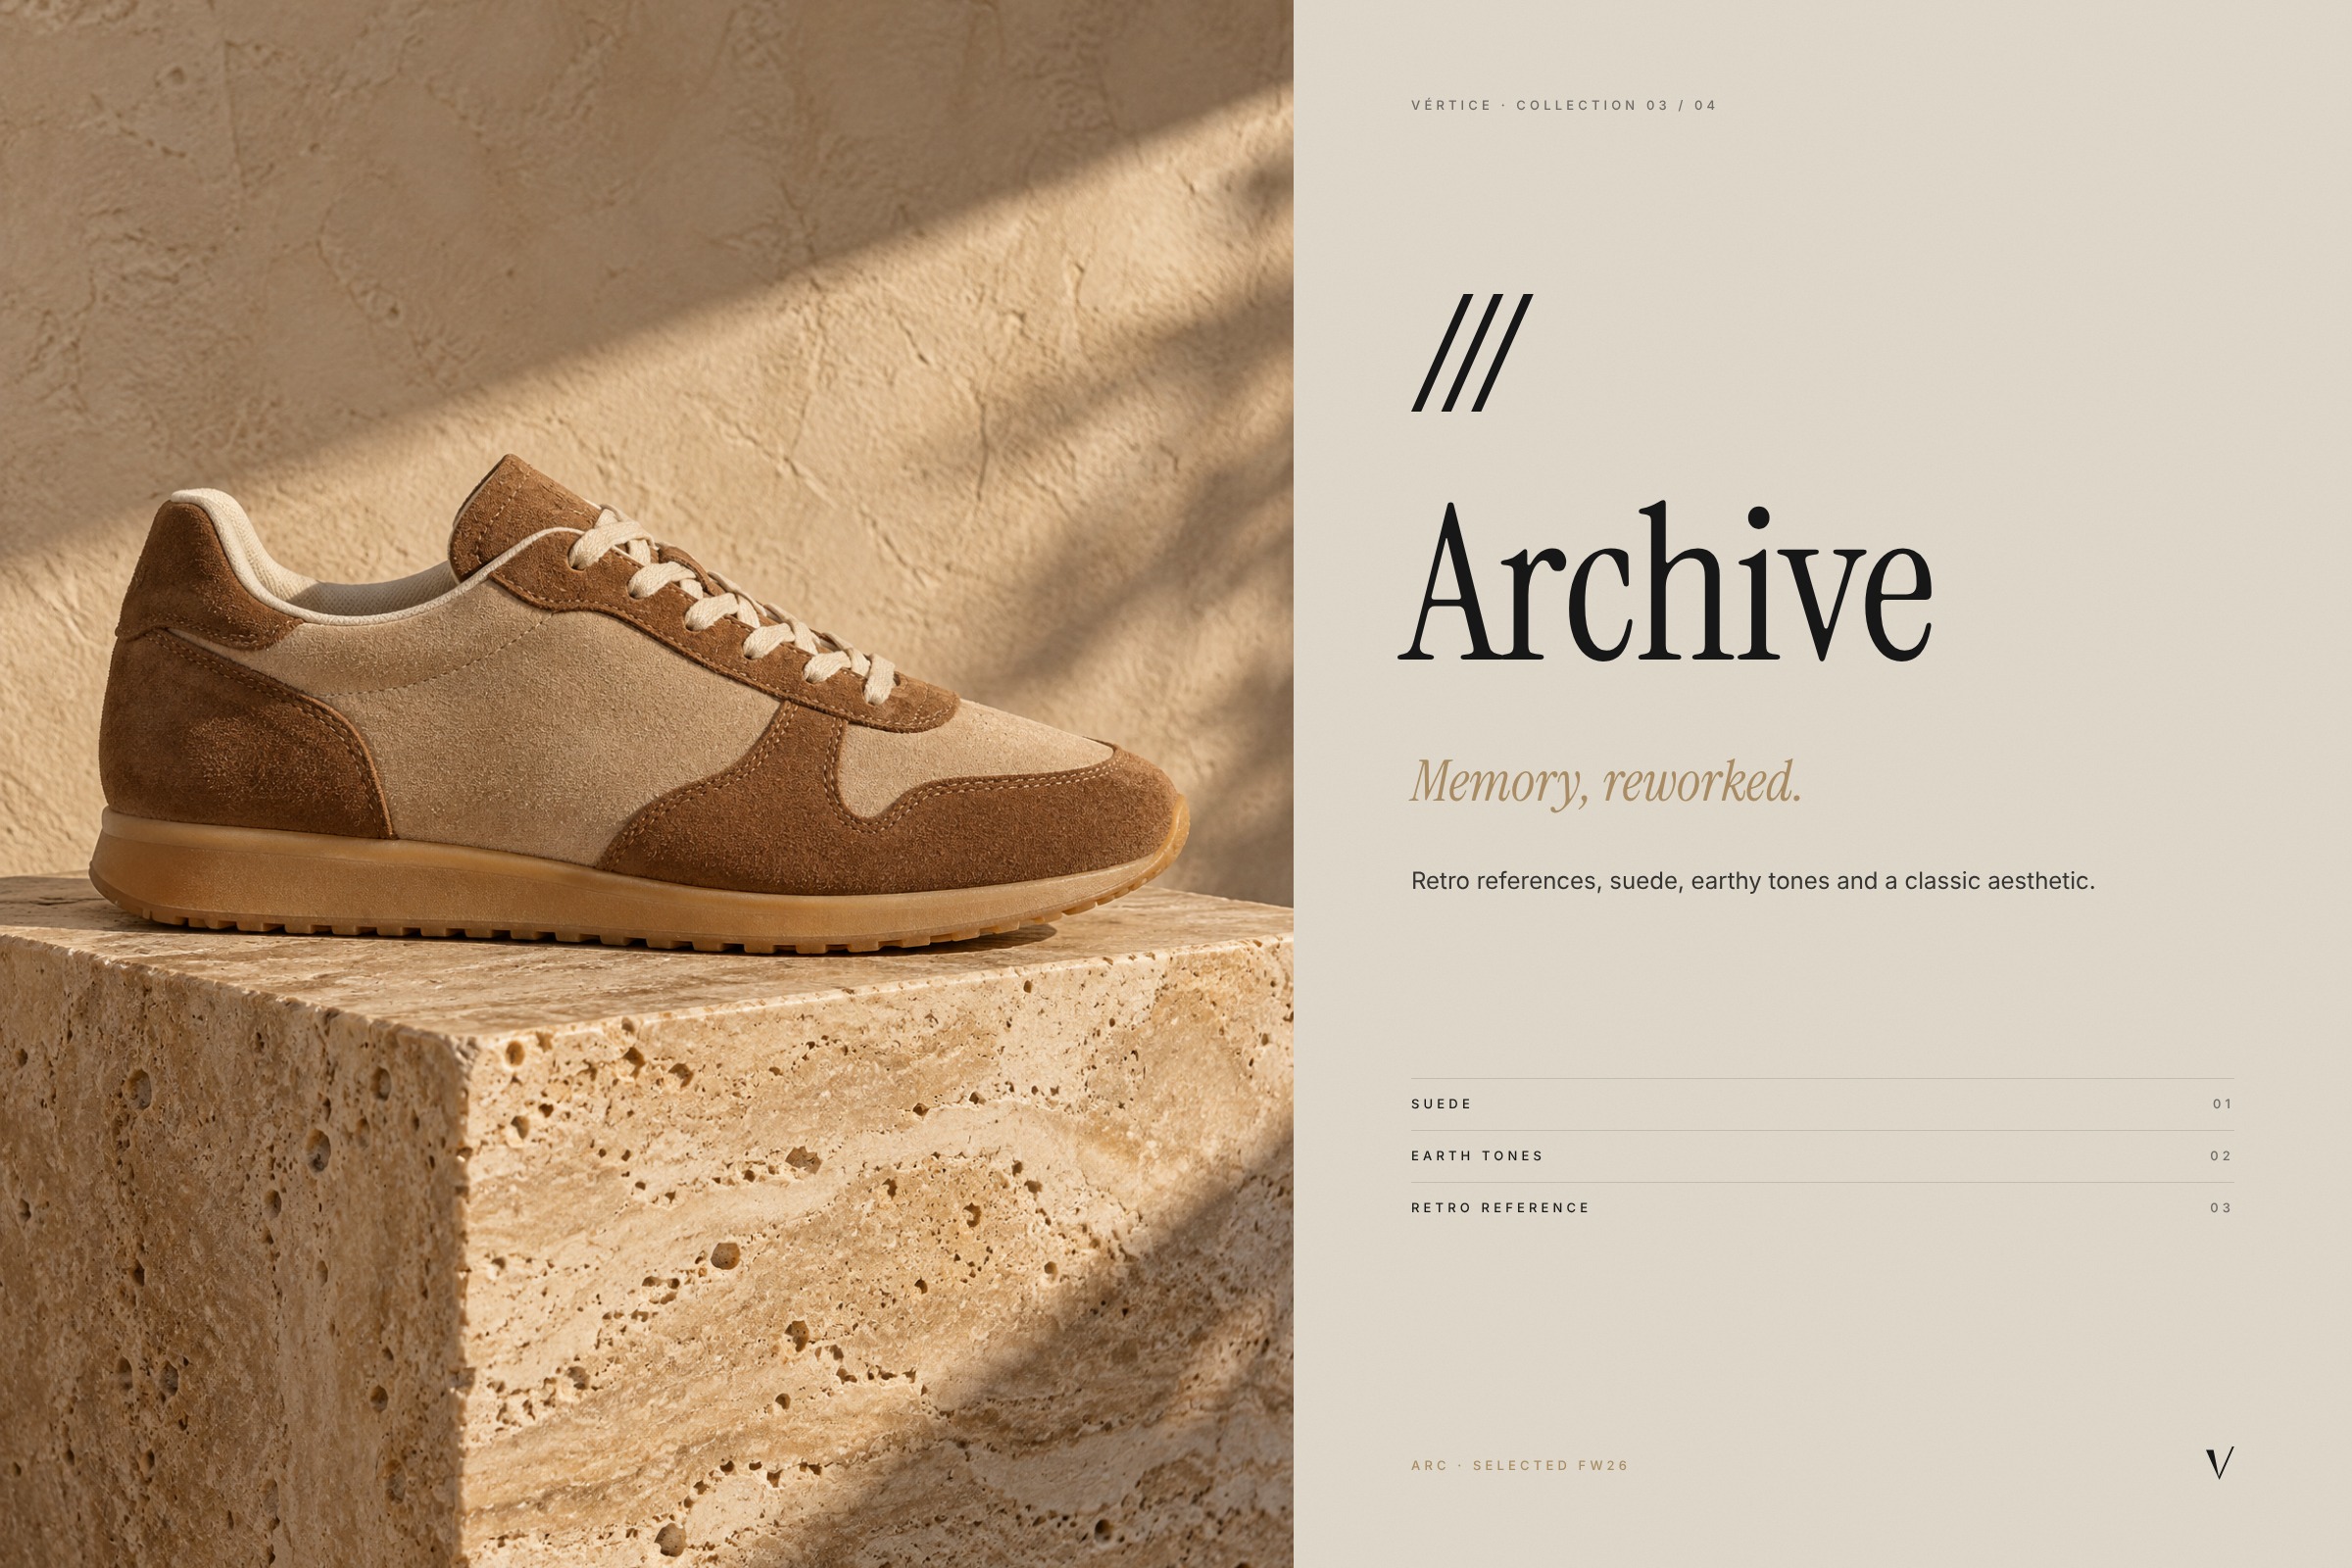 VÉRTICE · COLLECTION 03 / 04
Archive
Memory, reworked.
Retro references, suede, earthy tones and a classic aesthetic.
SUEDE 01
EARTH TONES 02
RETRO REFERENCE 03
ARC · SELECTED FW26
V